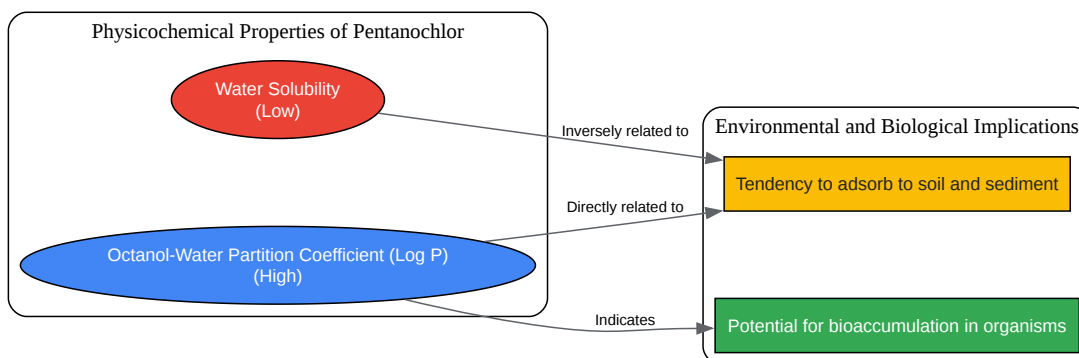 Physicochemical Properties of Pentanochlor
Water Solubility
(Low)
Inversely related to
Environmental and Biological Implications
Tendency to adsorb to soil and sediment
Directly related to
Octanol-Water Partition Coefficient (Log P)
(High)
Indicates
Potential for bioaccumulation in organisms